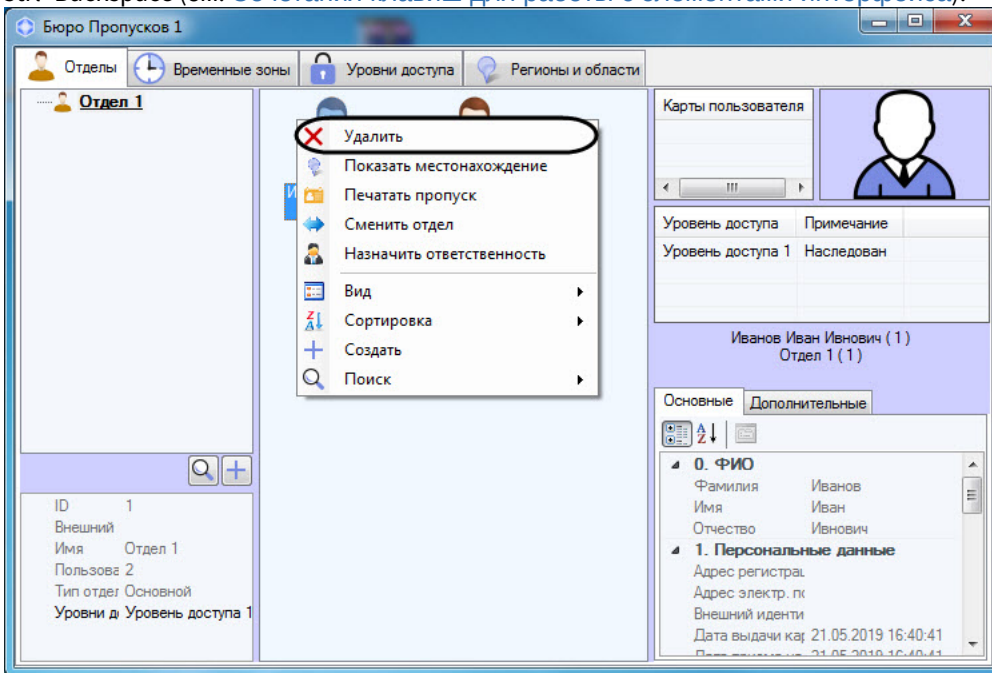 Бюро Пропусков 1
Отделы
Временные зоны
Уровни доступа
Регионы и области
Отдел 1
Удалить
Показать местонахождение
Печатать пропуск
Сменить отдел
Назначить ответственность
Вид
Сортировка
Создать
Поиск
ID 1
Внешний
Имя Отдел 1
Пользова 2
Тип отдел Основной
Уровни д Уровень доступа 1
Карты пользователя
Уровень доступа Примечание
Уровень доступа 1 Наследован
Иванов Иван Ивнович ( 1 )
Отдел 1 ( 1 )
Основные Дополнительные
0. ФИО
Фамилия Иванов
Имя Иван
Отчество Ивнович
1. Персональные данные
Адрес регистрац
Адрес электр. по
Внешний иденти
Дата выдачи кар 21.05.2019 16:40:41